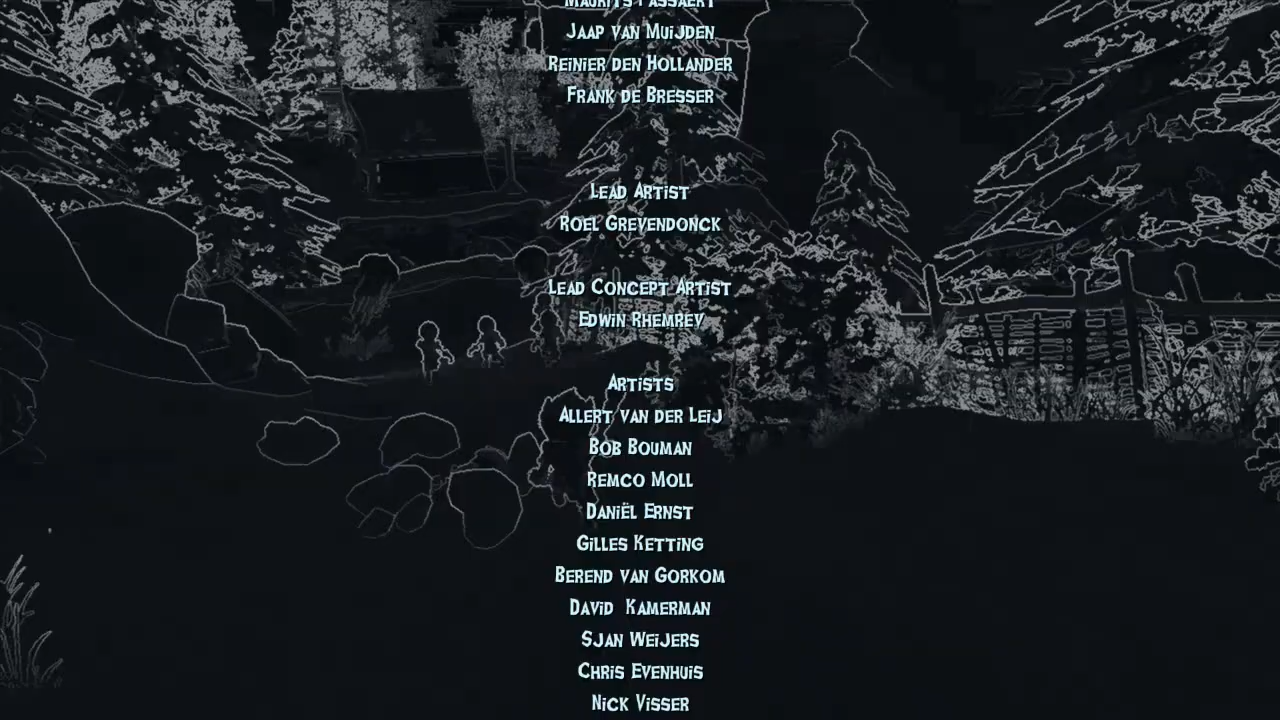 Jaap van Muijden
Reinier den Hollander
Frank de Bresser
Lead Artist
Roel Grevendonck
Lead Concept Artist
Edwin Rhemrev
Artists
Allert van der Leij
Bob Bouman
Remco Moll
Daniël Ernst
Gilles Ketting
Berend van Gorkom
David Kamerman
Sjan Weijers
Chris Evenhuis
Nick Visser